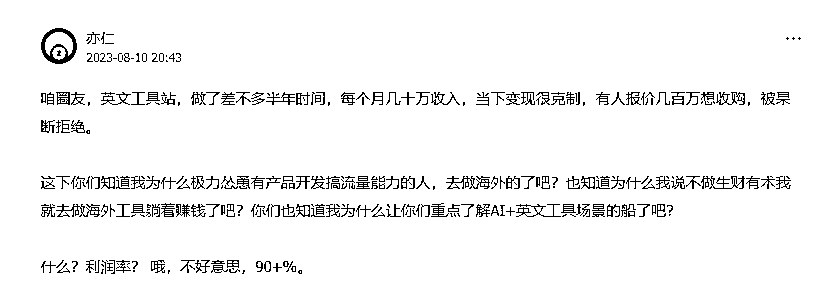 亦仁
2023-08-10 20:43
咱圈友，英文工具站，做了差不多半年时间，每个月几十万收入，当下变现很克制，有人报价几百万想收购，被果
断拒绝。
这下你们知道我为什么极力怂恿有产品开发搞流量能力的人，去做海外的了吧？也知道为什么我说不做生财有术我
就去做海外工具躺着赚钱了吧？你们也知道我为什么让你们重点了解AI+英文工具场景的船了吧？
什么？利润率？ 哦，不好意思，90+%。